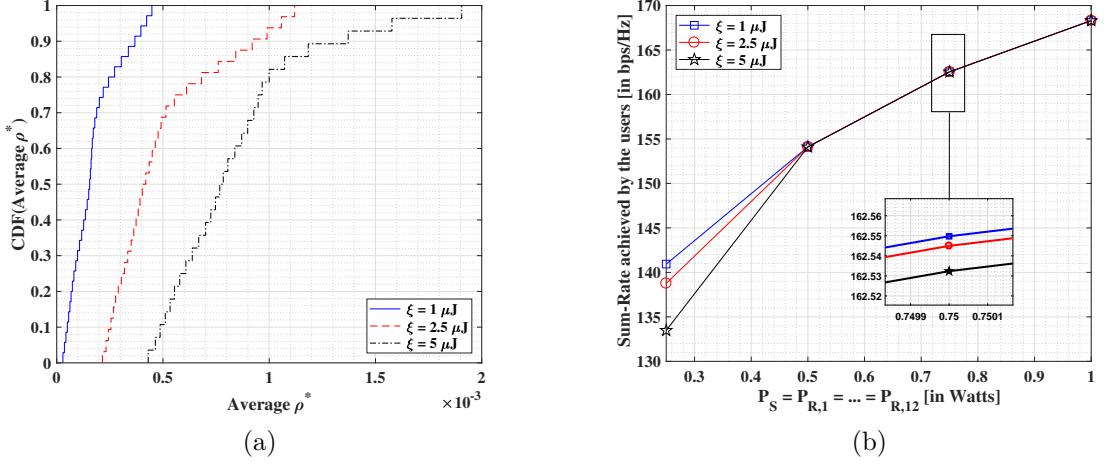 1
0.9
0.8
0.7
0.6
0.5
0.4
0.3
0.2
0.1
0
CDF(Average ρ*)
0 0.5 1 1.5 2
Average ρ*
×10⁻³
ξ = 1 μJ
ξ = 2.5 μJ
ξ = 5 μJ
(a)
170
165
160
155
150
145
140
135
130
Sum-Rate achieved by the users [in bps/Hz]
ξ = 1 μJ
ξ = 2.5 μJ
ξ = 5 μJ
162.56
162.55
162.54
162.53
162.52
0.7499 0.75 0.7501
0.3 0.4 0.5 0.6 0.7 0.8 0.9 1
P_S = P_R,1 = ... = P_R,12 [in Watts]
(b)